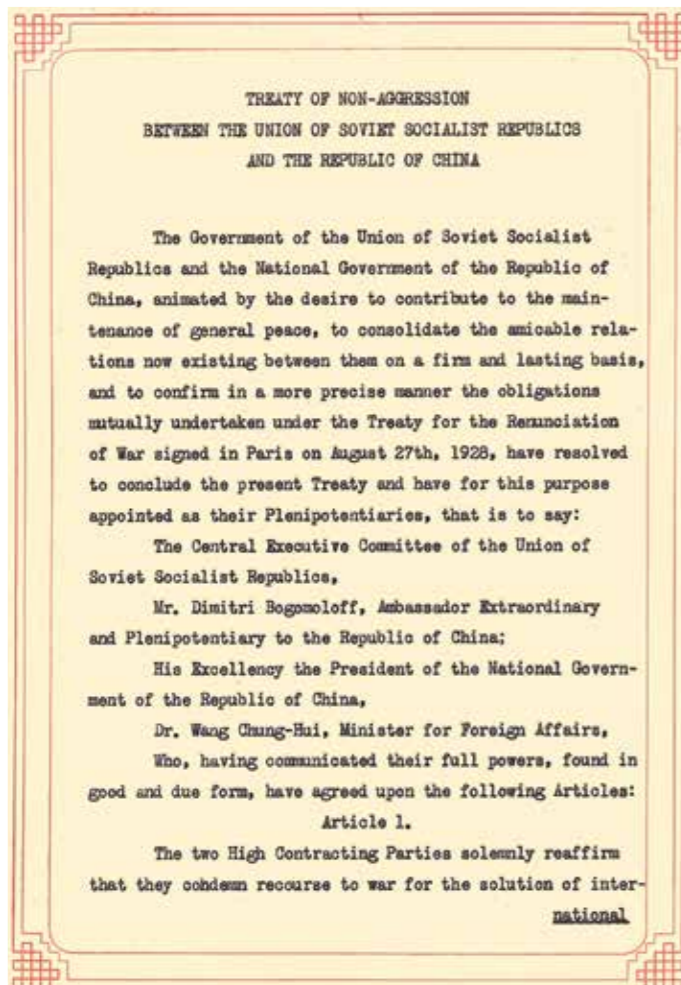 TREATY OF NON-AGGRESSION
BETWEEN THE UNION OF SOVIET SOCIALIST REPUBLICS
AND THE REPUBLIC OF CHINA
The Government of the Union of Soviet Socialist
Republics and the National Government of the Republic of
China, animated by the desire to contribute to the main-
tenance of general peace, to consolidate the amicable rela-
tions now existing between them on a firm and lasting basis,
and to confirm in a more precise manner the obligations
mutually undertaken under the Treaty for the Renunciation
of War signed in Paris on August 27th, 1928, have resolved
to conclude the present Treaty and have for this purpose
appointed as their Plenipotentiaries, that is to say:
The Central Executive Committee of the Union of
Soviet Socialist Republics,
Mr. Dimitri Bogomoloff, Ambassador Extraordinary
and Plenipotentiary to the Republic of China;
His Excellency the President of the National Govern-
ment of the Republic of China,
Dr. Wang Chung-Hui, Minister for Foreign Affairs,
Who, having communicated their full powers, found in
good and due form, have agreed upon the following Articles:
Article 1.
The two High Contracting Parties solemnly reaffirm
that they condemn recourse to war for the solution of inter-
national